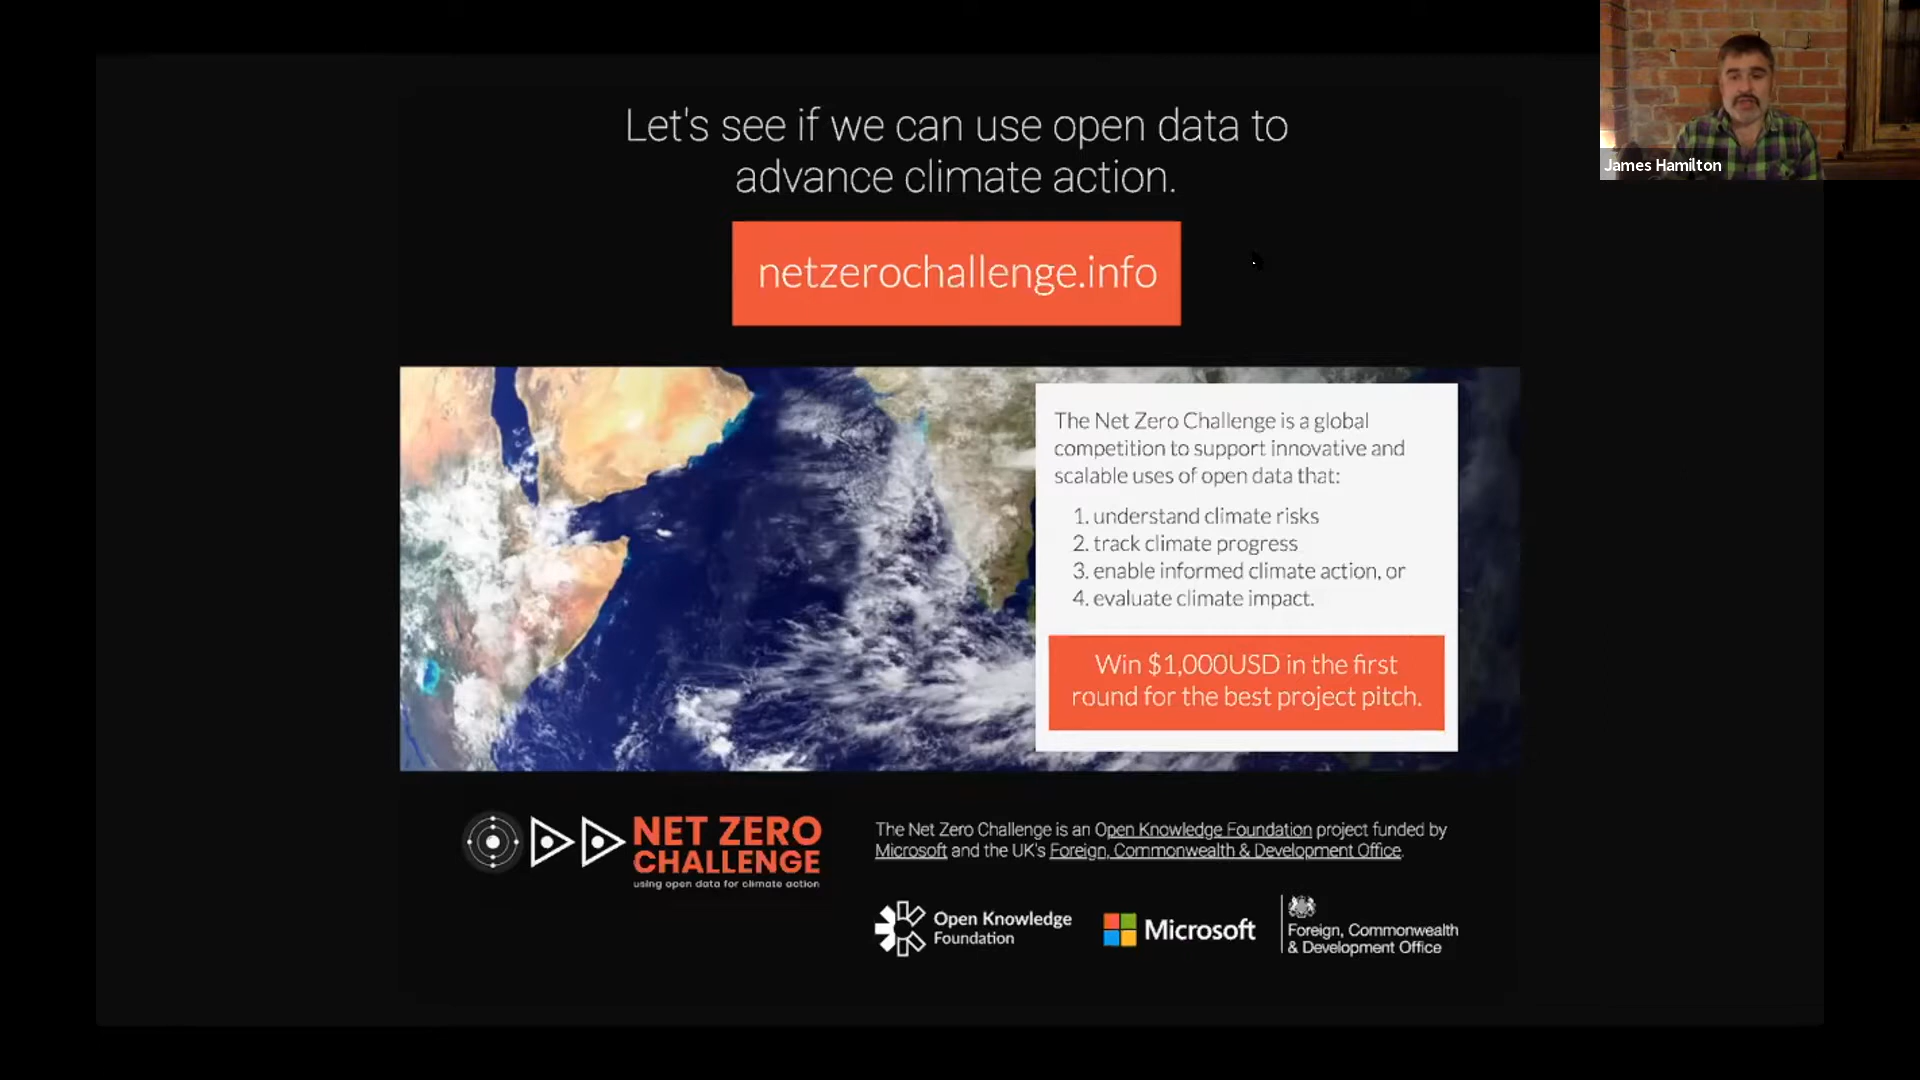 Let's see if we can use open data to
advance climate action.
netzerochallenge.info
James Hamilton
The Net Zero Challenge is a global
competition to support innovative and
scalable uses of open data that:
1. understand climate risks
2. track climate progress
3. enable informed climate action, or
4. evaluate climate impact.
Win $1,000USD in the first
round for the best project pitch.
NET ZERO
CHALLENGE
using open data for climate action
The Net Zero Challenge is an Open Knowledge Foundation project funded by
Microsoft and the UK's Foreign, Commonwealth & Development Office.
Open Knowledge
Foundation
Microsoft
Foreign, Commonwealth
& Development Office